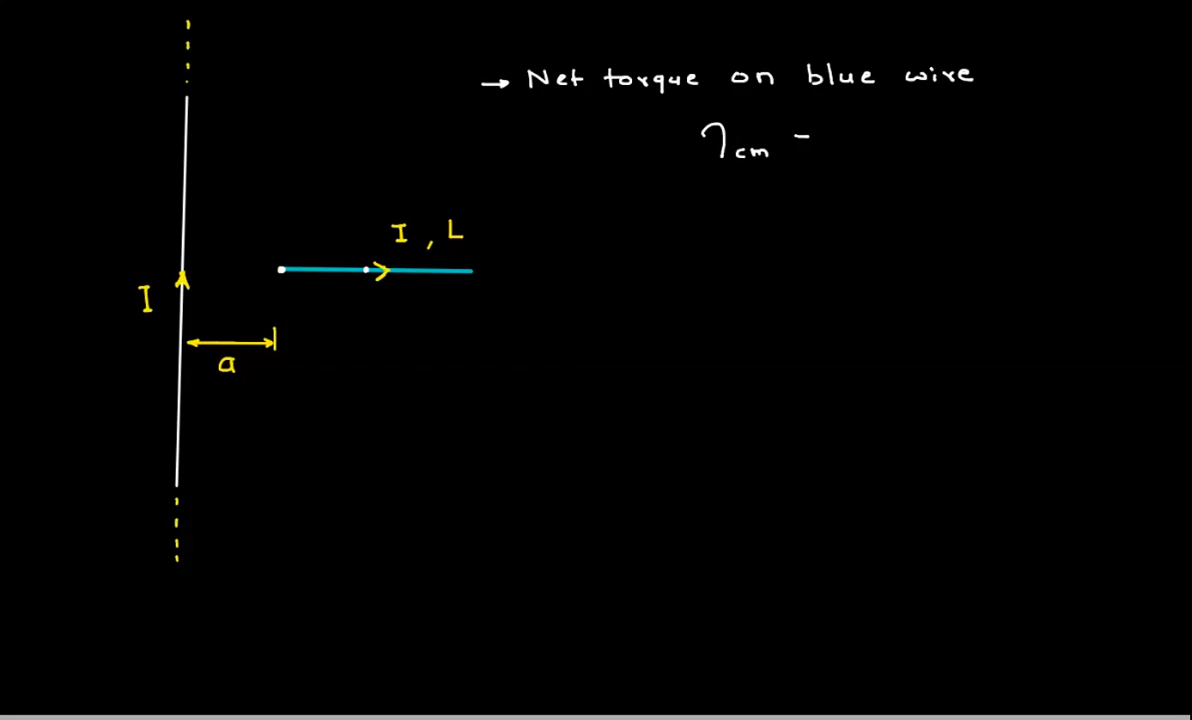 → Net torque on blue wire
τcm =
I , L
I
a